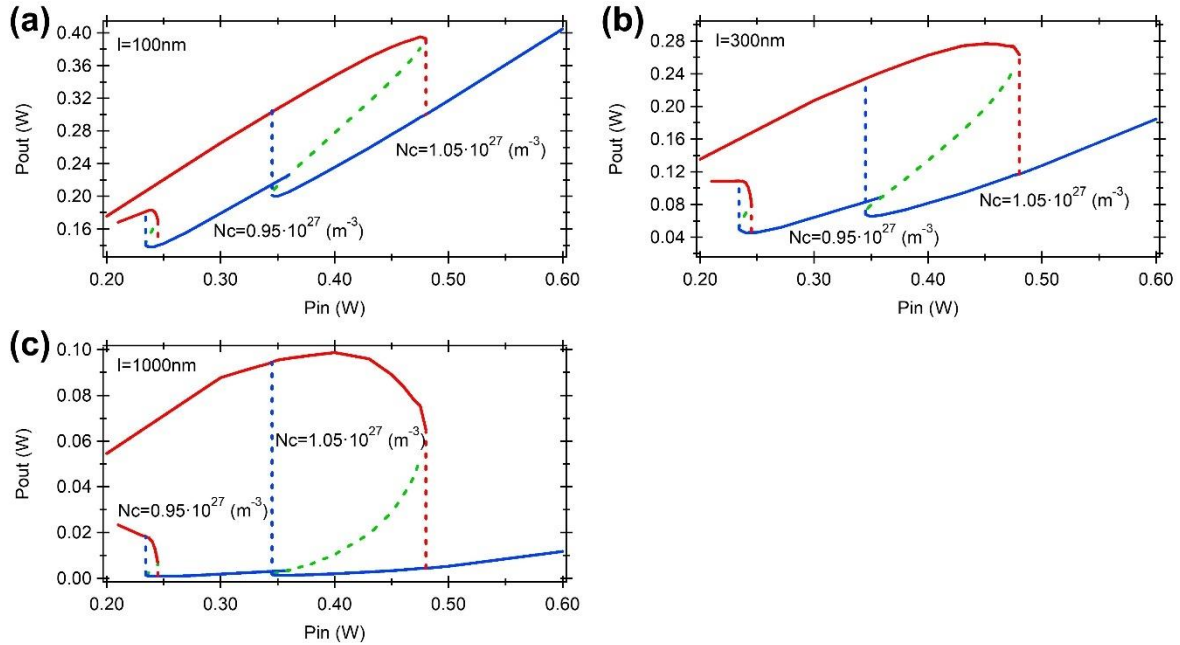 (a)
l=100nm
Pout (W)
0.40
0.36
0.32
0.28
0.24
0.20
0.16
Nc=1.05·10^27 (m^-3)
Nc=0.95·10^27 (m^-3)
0.20 0.30 0.40 0.50 0.60
Pin (W)
(b)
l=300nm
Pout (W)
0.28
0.24
0.20
0.16
0.12
0.08
0.04
Nc=1.05·10^27 (m^-3)
Nc=0.95·10^27 (m^-3)
0.20 0.30 0.40 0.50 0.60
Pin (W)
(c)
l=1000nm
Pout (W)
0.10
0.08
0.06
0.04
0.02
0.00
Nc=1.05·10^27 (m^-3)
Nc=0.95·10^27 (m^-3)
0.20 0.30 0.40 0.50 0.60
Pin (W)